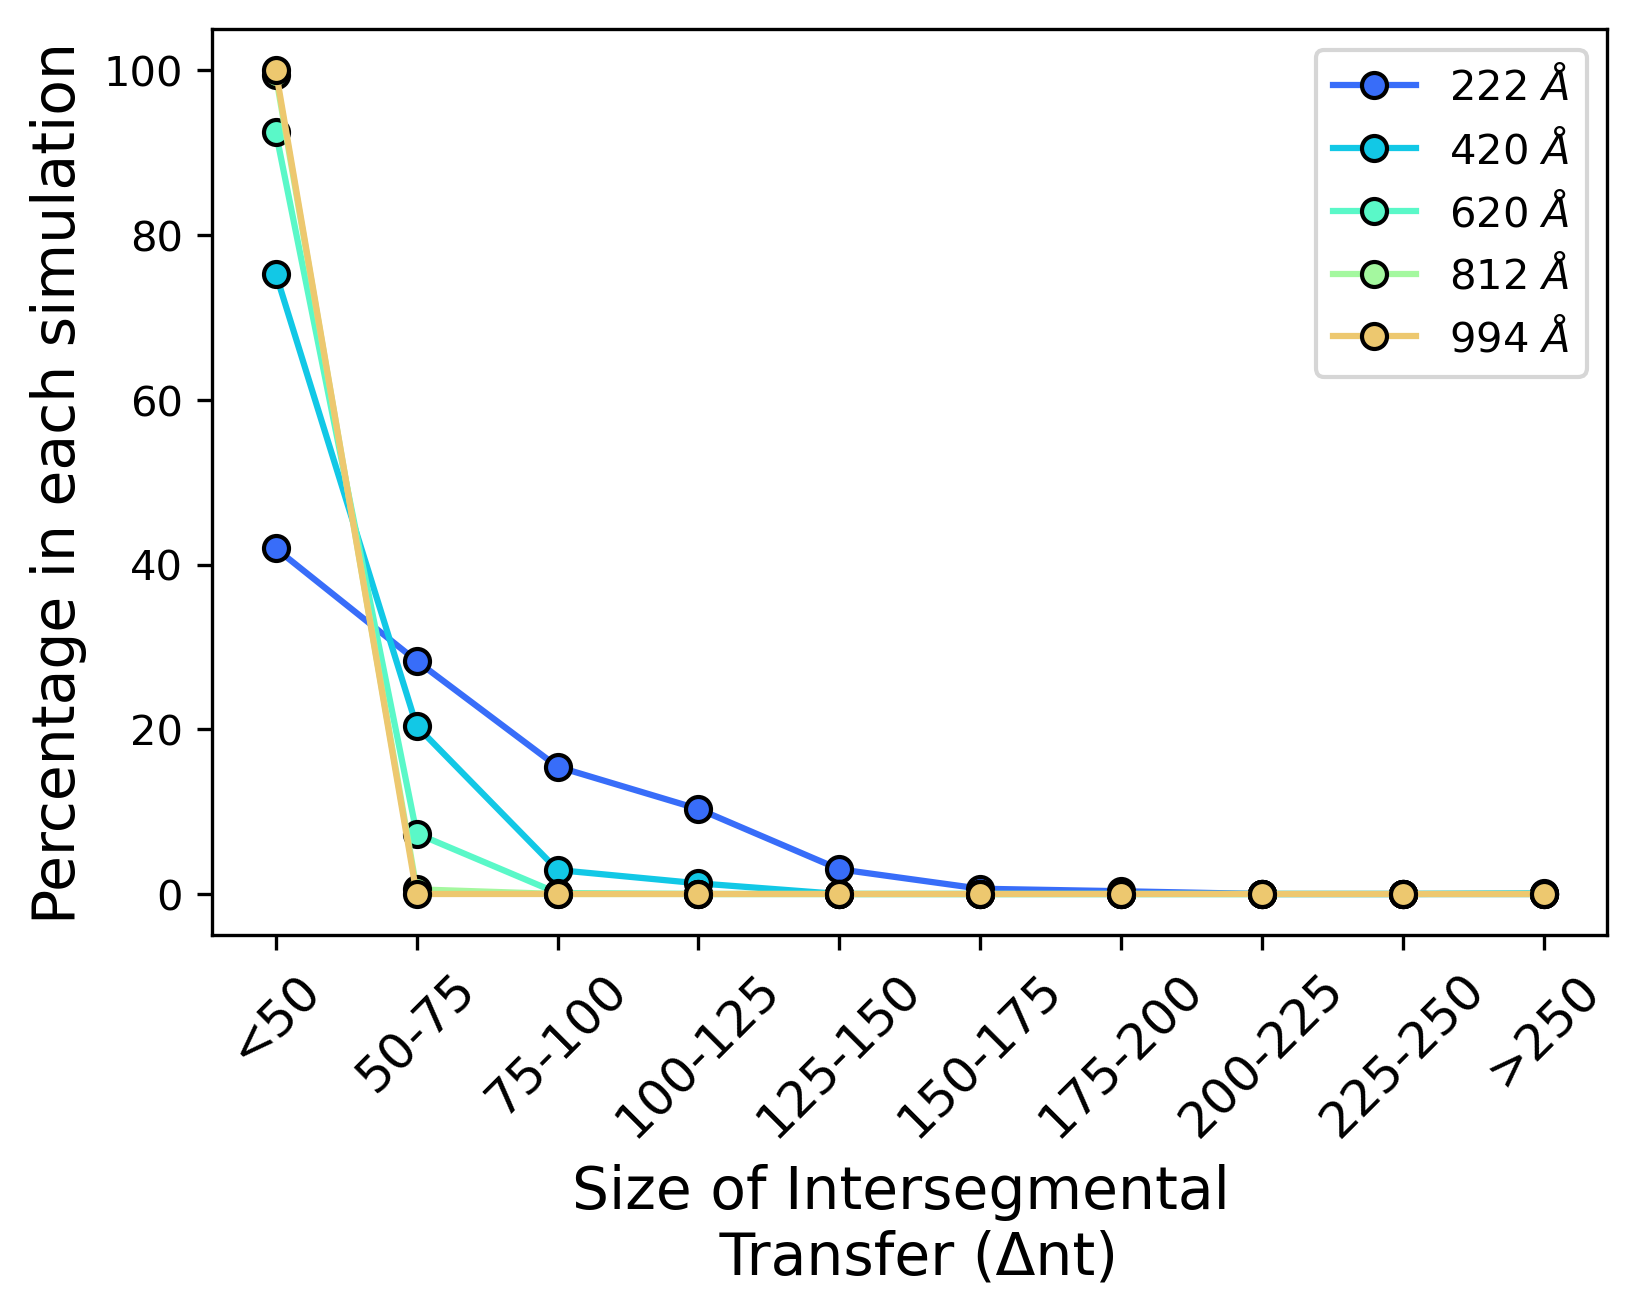 Percentage in each simulation
100
80
60
40
20
0
222 Å
420 Å
620 Å
812 Å
994 Å
<50
50-75
75-100
100-125
125-150
150-175
175-200
200-225
225-250
>250
Size of Intersegmental
Transfer (Δnt)